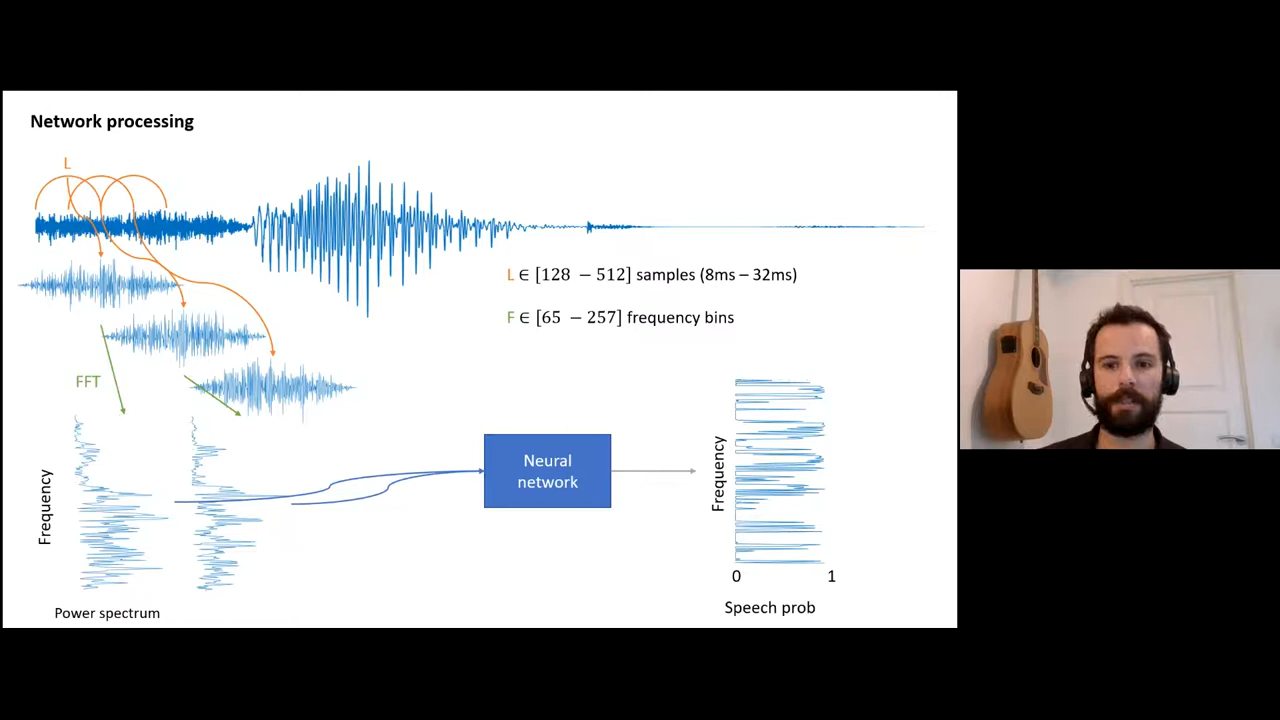 Network processing
L
L ∈ [128 − 512] samples (8ms – 32ms)
F ∈ [65 − 257] frequency bins
FFT
Neural
network
Frequency
Power spectrum
Frequency
0 1
Speech prob